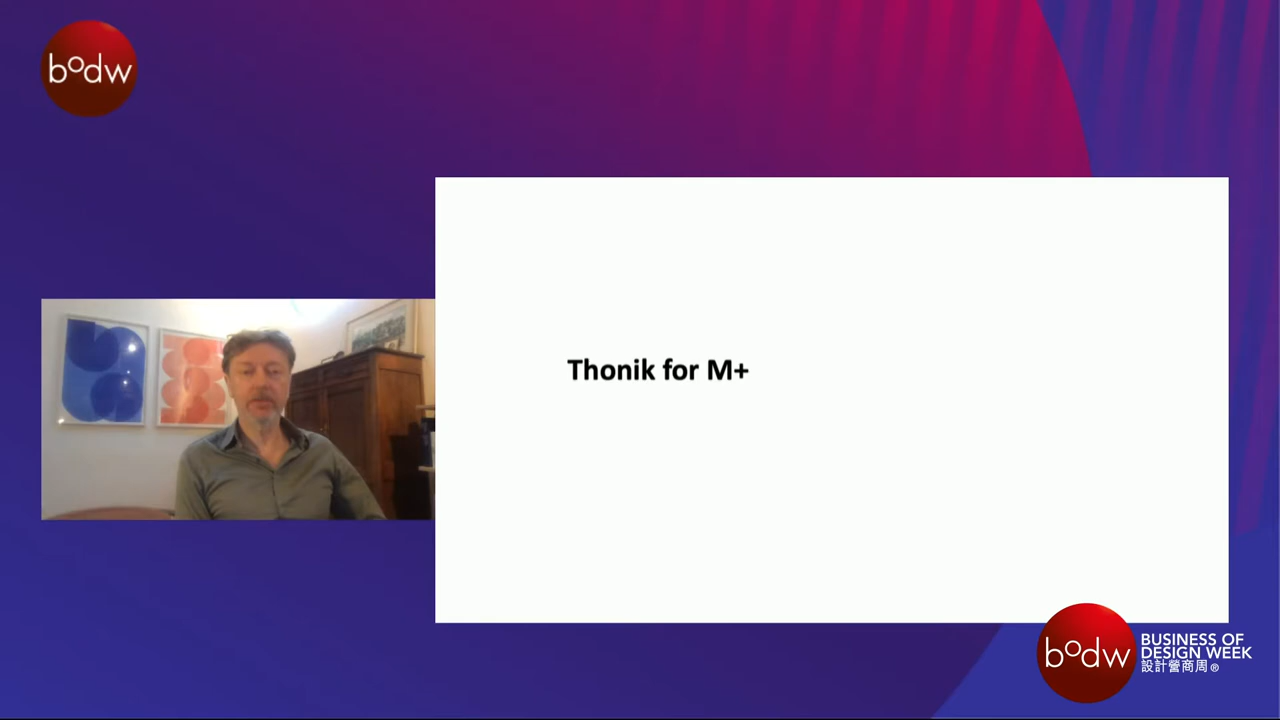 bodw
Thonik for M+
bodw
BUSINESS OF
DESIGN WEEK
設計營商周®